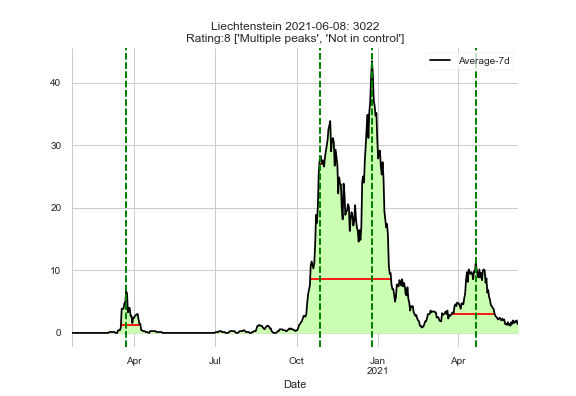 Liechtenstein 2021-06-08: 3022
Rating:8 ['Multiple peaks', 'Not in control']
Average-7d
40
30
20
10
0
Apr
Jul
Oct
Jan
2021
Apr
Date